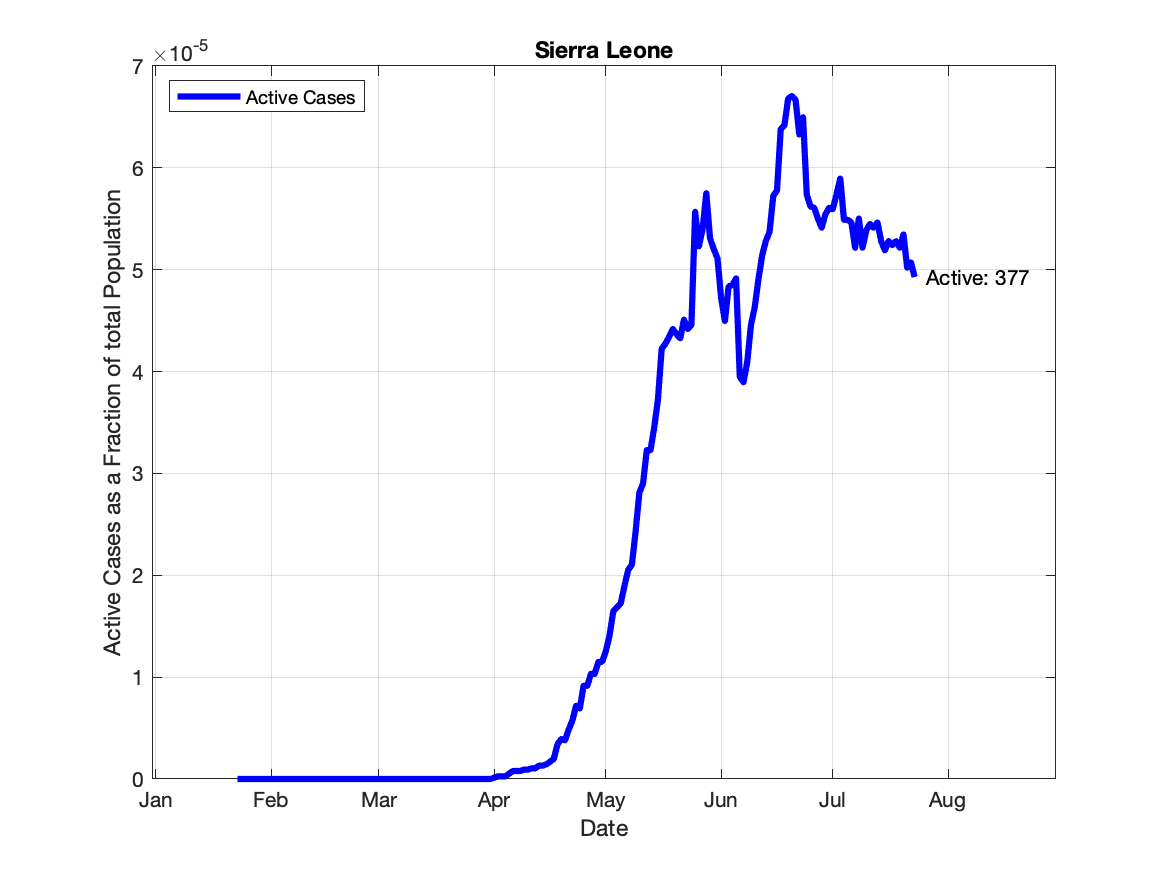 Sierra Leone
×10-5
Active Cases
7
6
5
4
3
2
1
0
Active Cases as a Fraction of total Population
Active: 377
Jan Feb Mar Apr May Jun Jul Aug
Date